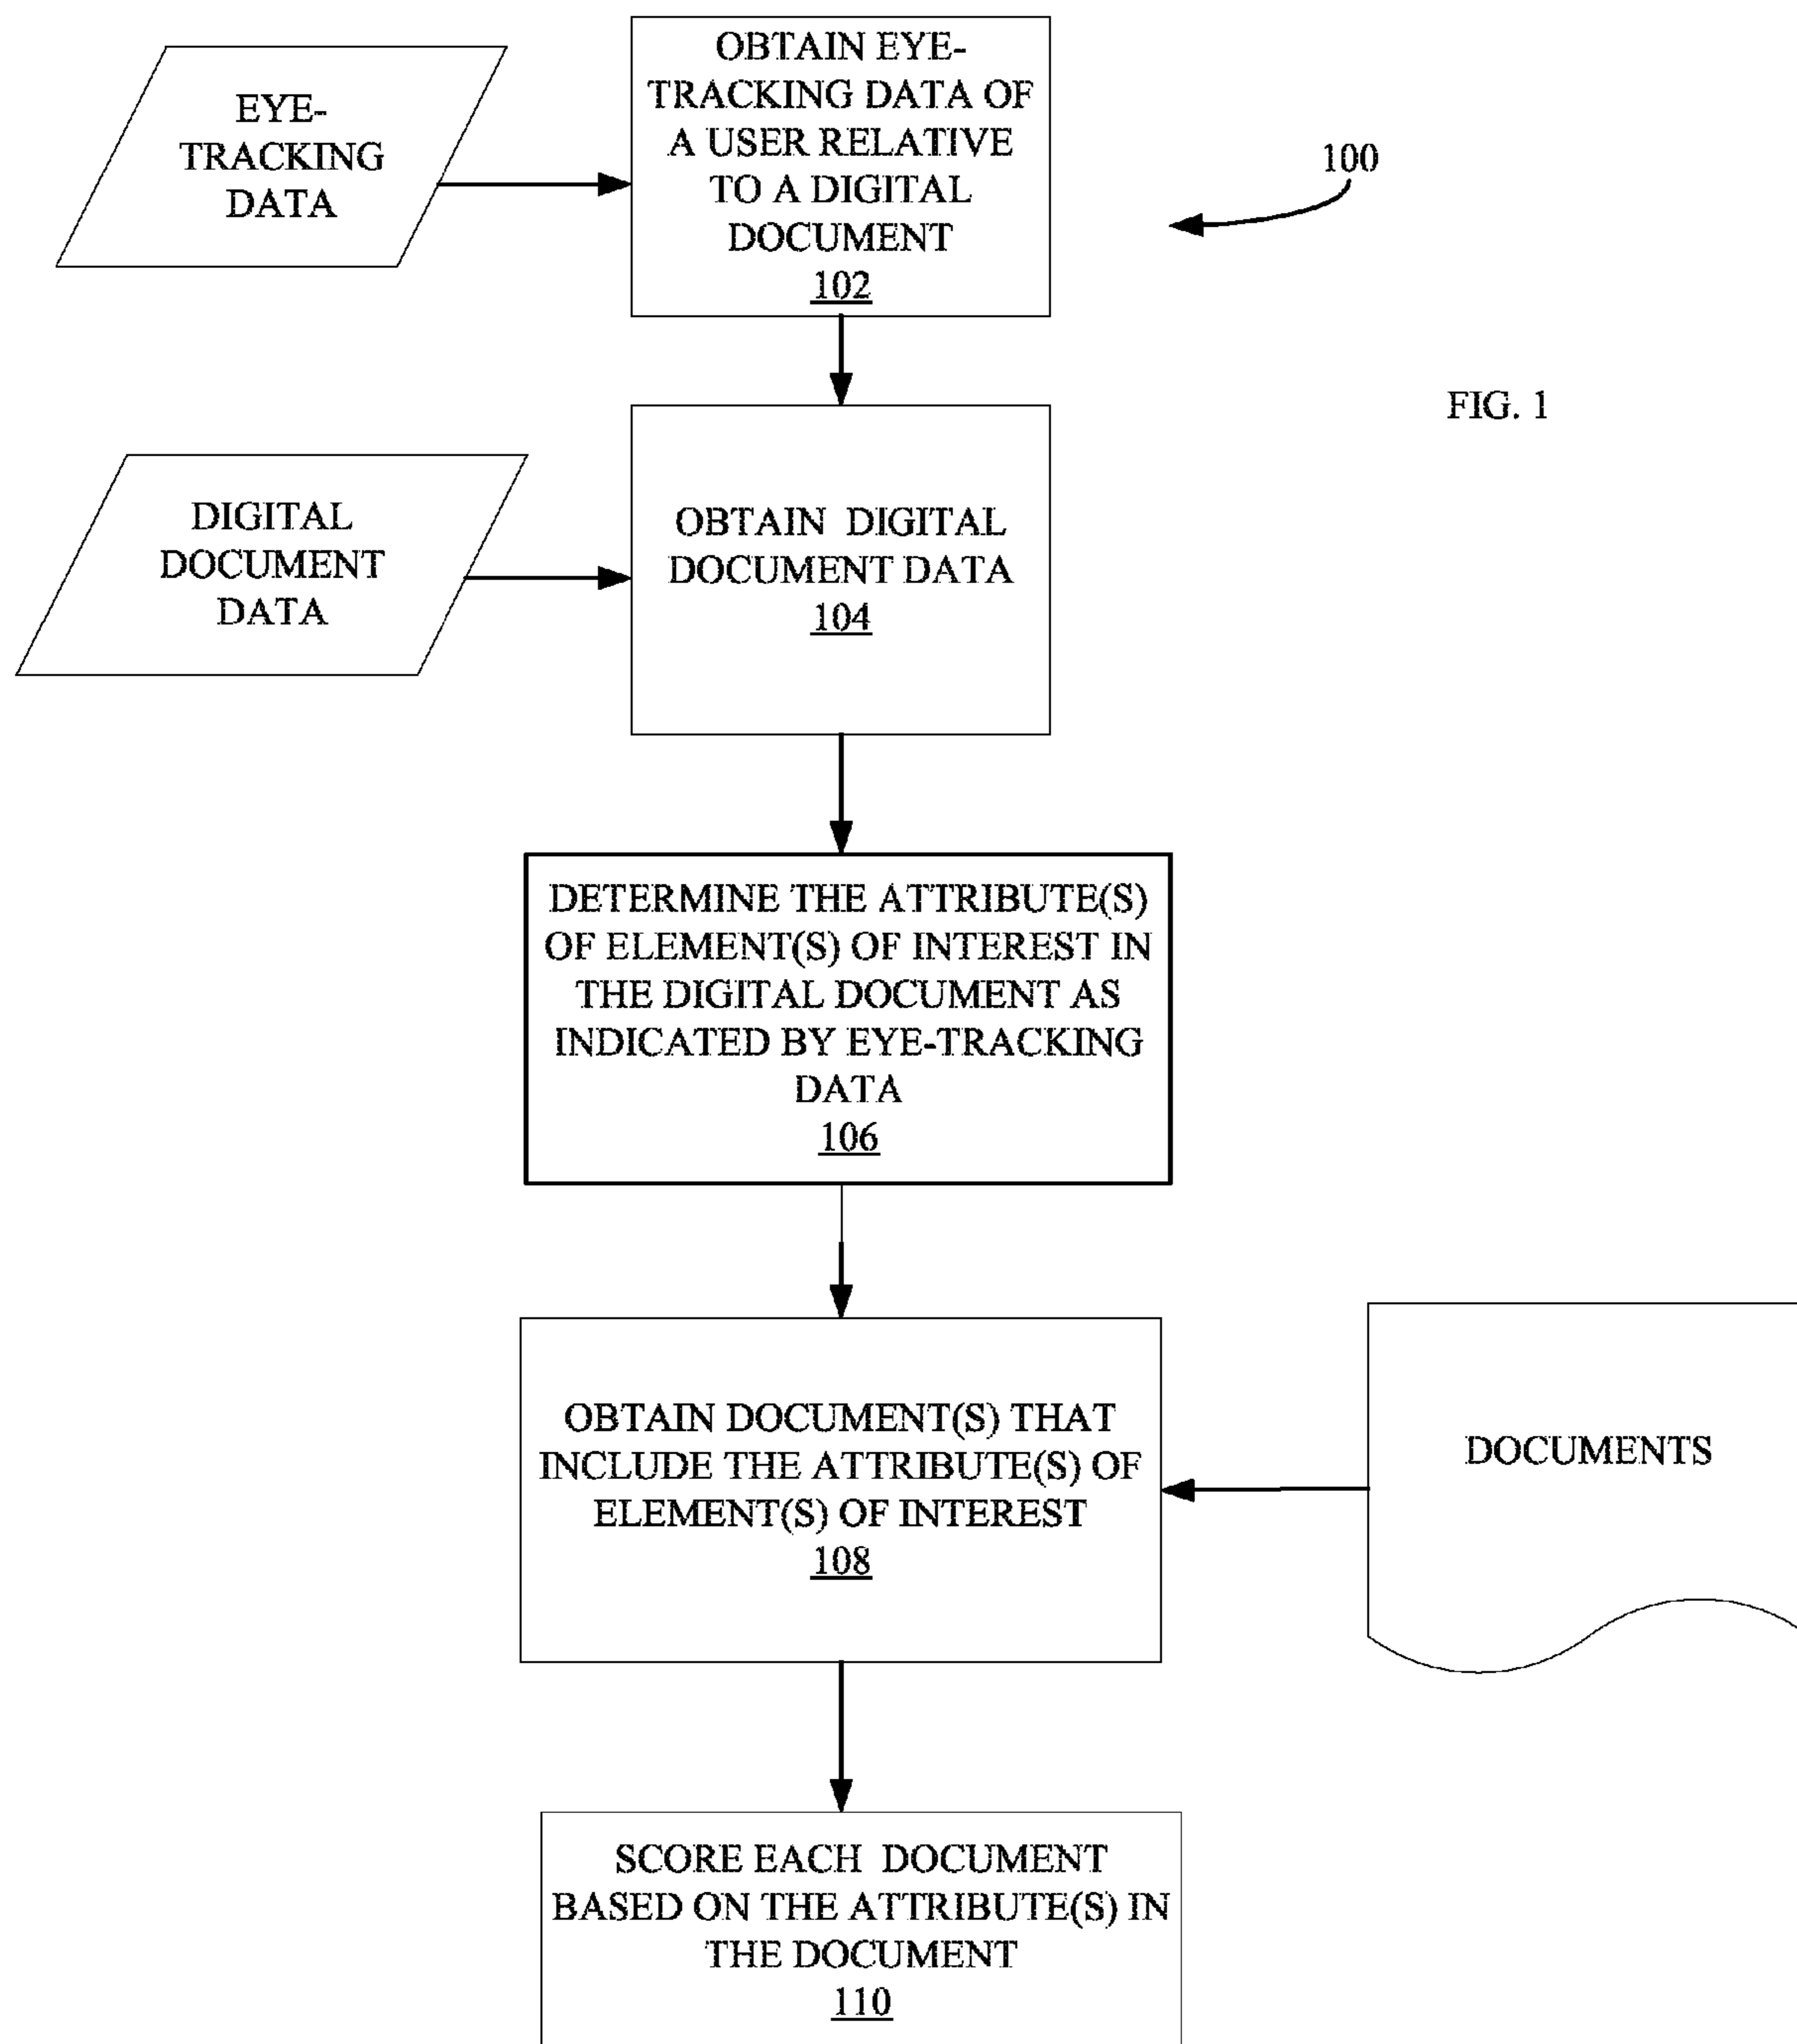 EYE-
TRACKING
DATA
OBTAIN EYE-
TRACKING DATA OF
A USER RELATIVE
TO A DIGITAL
DOCUMENT
102
100
FIG. 1
DIGITAL
DOCUMENT
DATA
OBTAIN DIGITAL
DOCUMENT DATA
104
DETERMINE THE ATTRIBUTE(S)
OF ELEMENT(S) OF INTEREST IN
THE DIGITAL DOCUMENT AS
INDICATED BY EYE-TRACKING
DATA
106
OBTAIN DOCUMENT(S) THAT
INCLUDE THE ATTRIBUTE(S) OF
ELEMENT(S) OF INTEREST
108
DOCUMENTS
SCORE EACH DOCUMENT
BASED ON THE ATTRIBUTE(S) IN
THE DOCUMENT
110